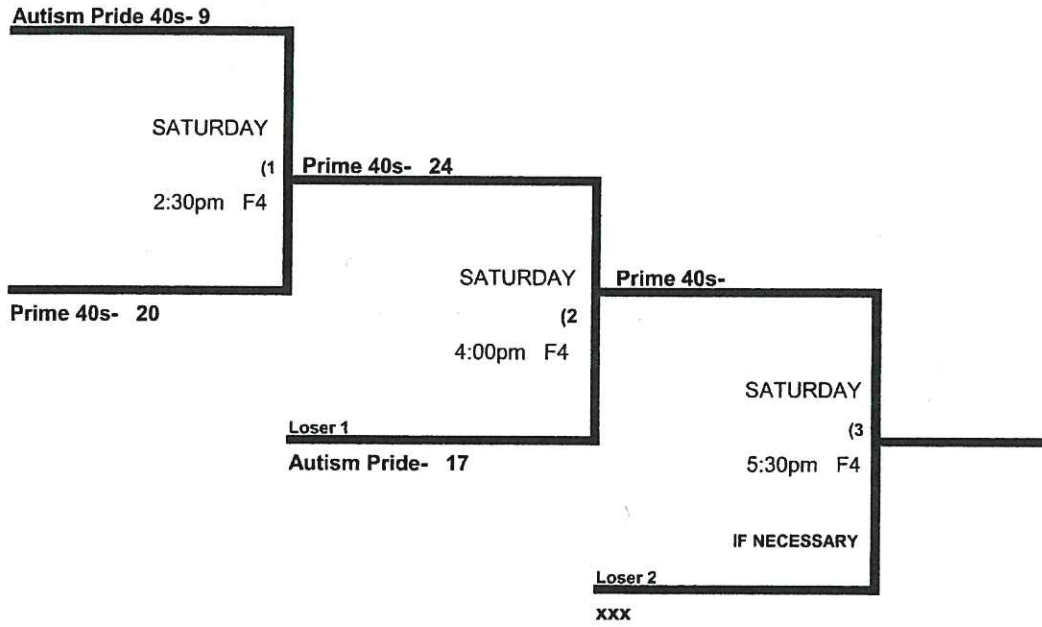 Autism Pride 40s- 9
SATURDAY
(1
2:30pm F4
Prime 40s- 20
Prime 40s- 24
SATURDAY
(2
4:00pm F4
Loser 1
Autism Pride- 17
Prime 40s-
SATURDAY
(3
5:30pm F4
IF NECESSARY
Loser 2
xxx